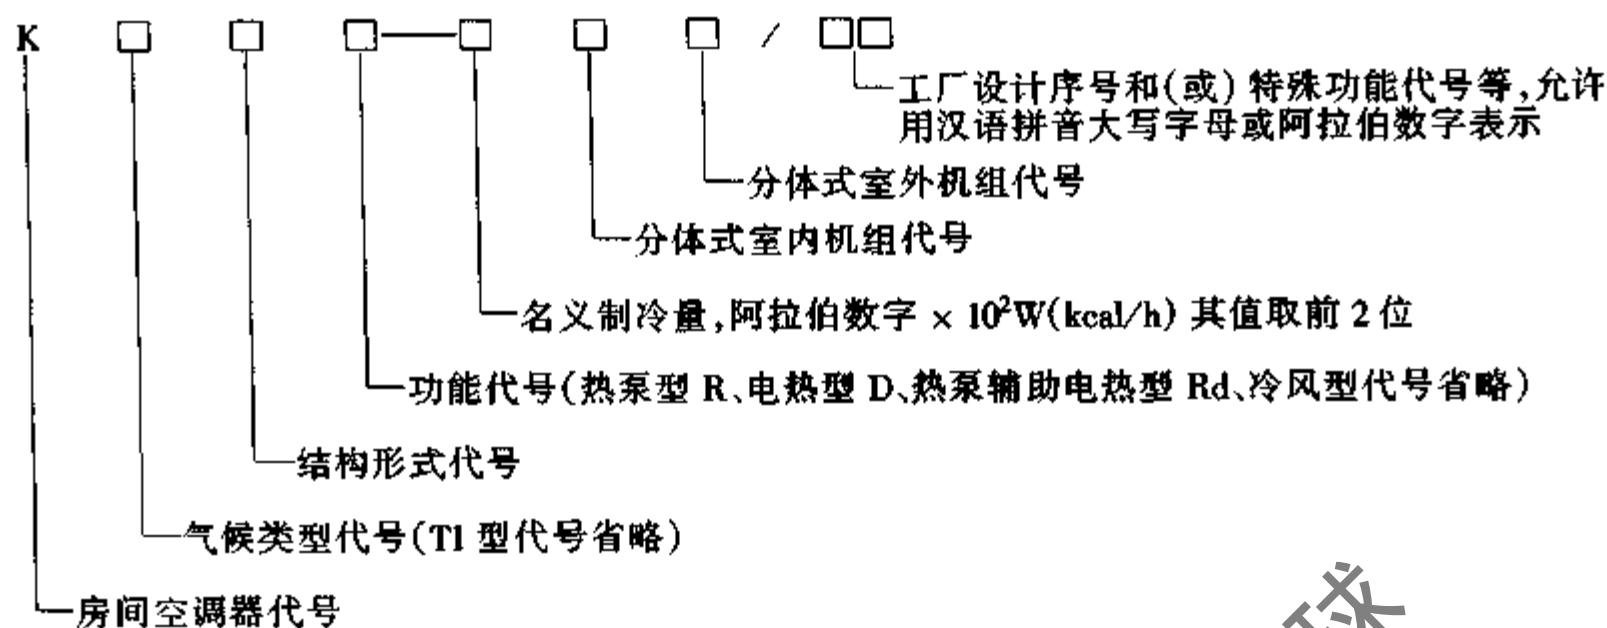 K □ □ □—□ □ □ / □□
工厂设计序号和(或)特殊功能代号等,允许
用汉语拼音大写字母或阿拉伯数字表示
分体式室外机组代号
分体式室内机组代号
名义制冷量,阿拉伯数字 × 10²W(kcal/h) 其值取前 2 位
功能代号(热泵型 R、电热型 D、热泵辅助电热型 Rd、冷风型代号省略)
结构形式代号
气候类型代号(T1 型代号省略)
房间空调器代号
球